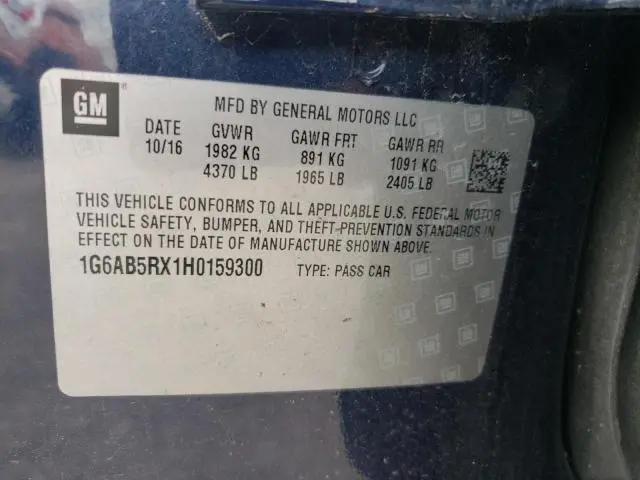 GM
MFD BY GENERAL MOTORS LLC
DATE GVWR GAWR FRT GAWR RR
10/16 1982 KG 891 KG 1091 KG
4370 LB 1965 LB 2405 LB
THIS VEHICLE CONFORMS TO ALL APPLICABLE U.S. FEDERAL MOTOR
VEHICLE SAFETY, BUMPER, AND THEFT-PREVENTION STANDARDS IN
EFFECT ON THE DATE OF MANUFACTURE SHOWN ABOVE.
1G6AB5RX1H0159300 TYPE: PASS CAR